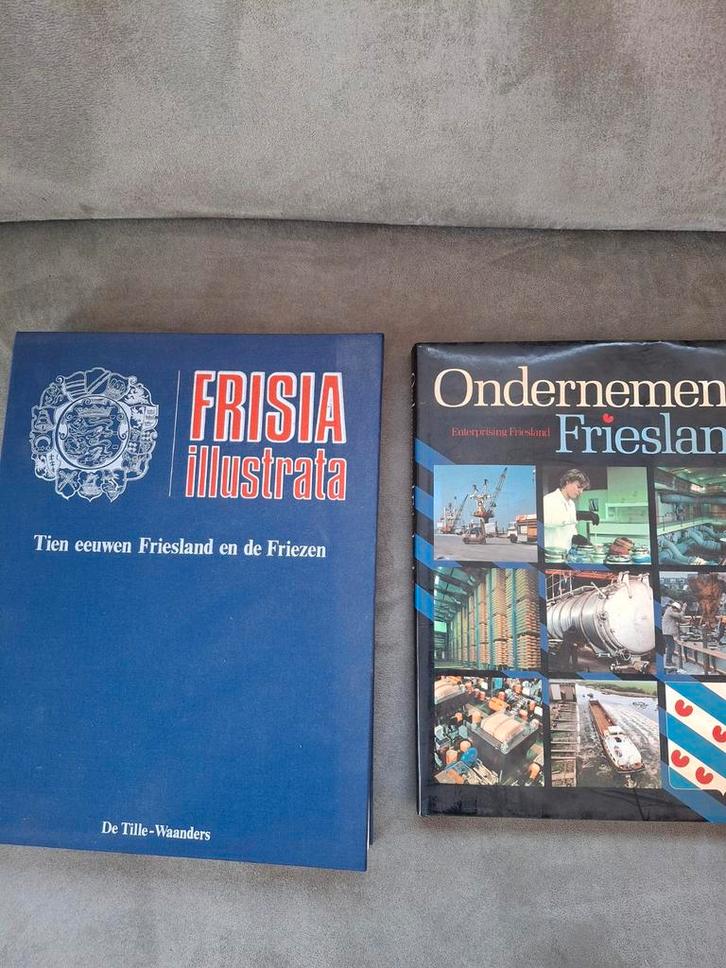 FRISIA
illustrata
Tien eeuwen Friesland en de Friezen
De Tille-Waanders
Ondernemen
Enterprising Friesland
Frieslan